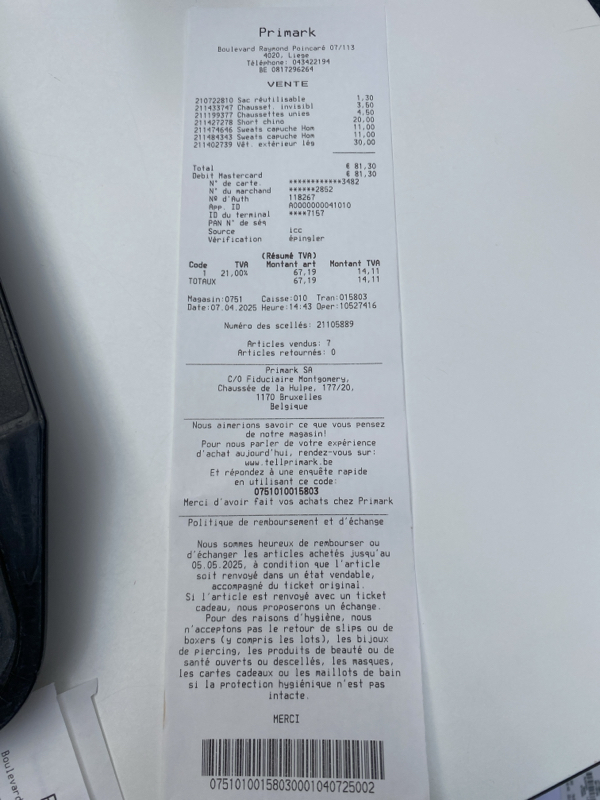 Primark
Boulevard Raymond Poincaré 07/113
4020, Liege
Téléphone: 043422194
BE 0817296264
VENTE
210722810 Sac réutilisable 1,30
211433747 Chausset. invisibl 3,50
211199377 Chaussettes unies 4,50
211427278 Short chino 20,00
211474646 Sweats capuche Hom 11,00
211484343 Sweats capuche Hom 11,00
211402739 Vêt. extérieur lég 30,00
Total € 81,30
Debit Mastercard € 81,30
N° de carte. ************3482
N° du marchand ******2852
Nº d'Auth 118267
App. ID A0000000041010
ID du terminal ****7157
PAN N° de séq
Source icc
Vérification épingler
(Résumé TVA)
Code TVA Montant art Montant TVA
1 21,00% 67,19 14,11
TOTAUX 67,19 14,11
Magasin:0751 Caisse:010 Tran:015803
Date:07.04.2025 Heure:14:43 Oper:10527416
Numéro des scellés: 21105889
Articles vendus: 7
Articles retournés: 0
Primark SA
C/O Fiduciaire Montgomery,
Chaussée de la Hulpe, 177/20,
1170 Bruxelles
Belgique
Nous aimerions savoir ce que vous pensez
de notre magasin!
Pour nous parler de votre expérience
d'achat aujourd'hui, rendez-vous sur:
www.tellprimark.be
Et répondez à une enquête rapide
en utilisant ce code:
0751010015803
Merci d'avoir fait vos achats chez Primark
Politique de remboursement et d'échange
Nous sommes heureux de rembourser ou
d'échanger les articles achetés jusqu'au
05.05.2025, à condition que l'article
soit renvoyé dans un état vendable,
accompagné du ticket original.
Si l'article est renvoyé avec un ticket
cadeau, nous proposerons un échange.
Pour des raisons d'hygiène, nous
n'acceptons pas le retour de slips ou de
boxers (y compris les lots), les bijoux
de piercing, les produits de beauté ou de
santé ouverts ou descellés, les masques,
les cartes cadeaux ou les maillots de bain
si la protection hygiénique n'est pas
intacte.
MERCI
07510100158030001040725002
Boulevar